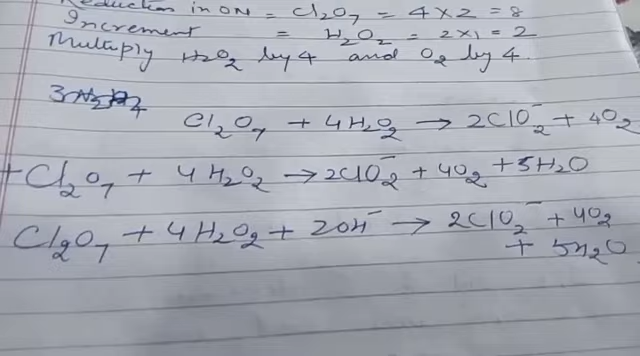 Reduction in ON = Cl₂O₇ = 4 × 2 = 8
Increment = H₂O₂ = 2×1 = 2
Multiply H₂O₂ by 4 and O₂ by 4.
Cl₂O₇ + 4H₂O₂ → 2ClO₂⁻ + 4O₂
+ Cl₂O₇ + 4H₂O₂ → 2ClO₂⁻ + 4O₂ + 5H₂O
Cl₂O₇ + 4H₂O₂ + 2OH⁻ → 2ClO₂⁻ + 4O₂
+ 5H₂O